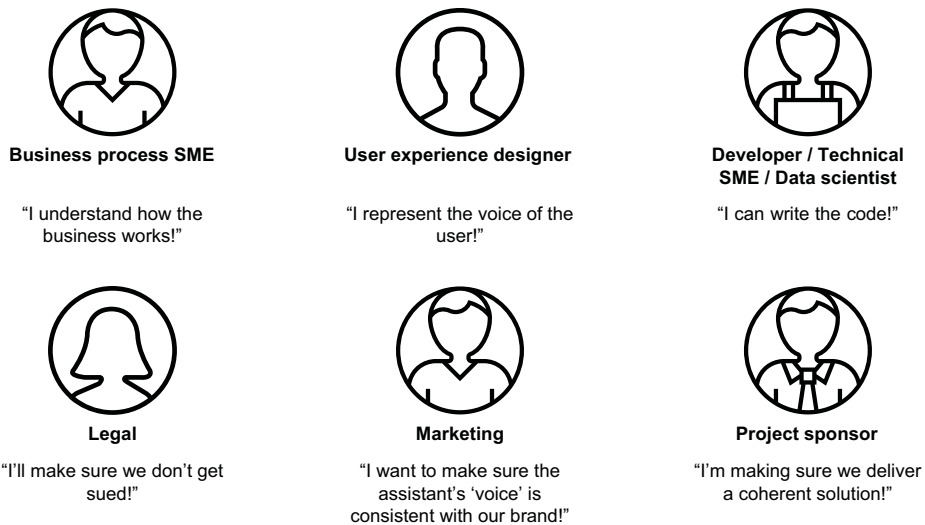 Business process SME
“I understand how the
business works!”
User experience designer
“I represent the voice of the
user!”
Developer / Technical
SME / Data scientist
“I can write the code!”
Legal
“I’ll make sure we don’t get
sued!”
Marketing
“I want to make sure the
assistant’s ‘voice’ is
consistent with our brand!”
Project sponsor
“I’m making sure we deliver
a coherent solution!”